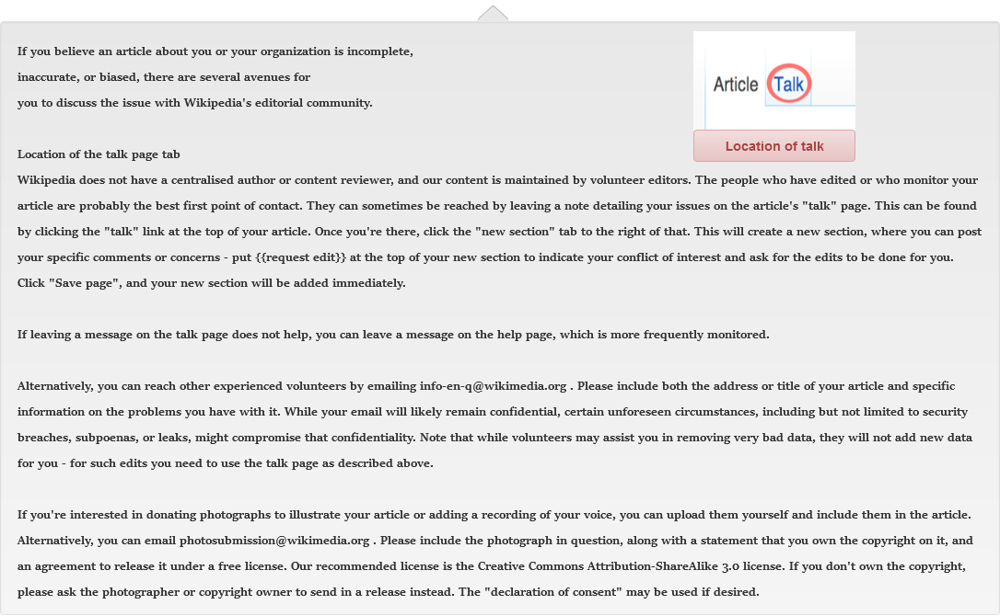 If you believe an article about you or your organization is incomplete,
inaccurate, or biased, there are several avenues for
you to discuss the issue with Wikipedia's editorial community.
Article Talk
Location of talk
Location of the talk page tab
Wikipedia does not have a centralised author or content reviewer, and our content is maintained by volunteer editors. The people who have edited or who monitor your
article are probably the best first point of contact. They can sometimes be reached by leaving a note detailing your issues on the article's "talk" page. This can be found
by clicking the "talk" link at the top of your article. Once you're there, click the "new section" tab to the right of that. This will create a new section, where you can post
your specific comments or concerns - put {{request edit}} at the top of your new section to indicate your conflict of interest and ask for the edits to be done for you.
Click "Save page", and your new section will be added immediately.
If leaving a message on the talk page does not help, you can leave a message on the help page, which is more frequently monitored.
Alternatively, you can reach other experienced volunteers by emailing info-en-q@wikimedia.org . Please include both the address or title of your article and specific
information on the problems you have with it. While your email will likely remain confidential, certain unforeseen circumstances, including but not limited to security
breaches, subpoenas, or leaks, might compromise that confidentiality. Note that while volunteers may assist you in removing very bad data, they will not add new data
for you - for such edits you need to use the talk page as described above.
If you're interested in donating photographs to illustrate your article or adding a recording of your voice, you can upload them yourself and include them in the article.
Alternatively, you can email photosubmission@wikimedia.org . Please include the photograph in question, along with a statement that you own the copyright on it, and
an agreement to release it under a free license. Our recommended license is the Creative Commons Attribution-ShareAlike 3.0 license. If you don't own the copyright,
please ask the photographer or copyright owner to send in a release instead. The "declaration of consent" may be used if desired.